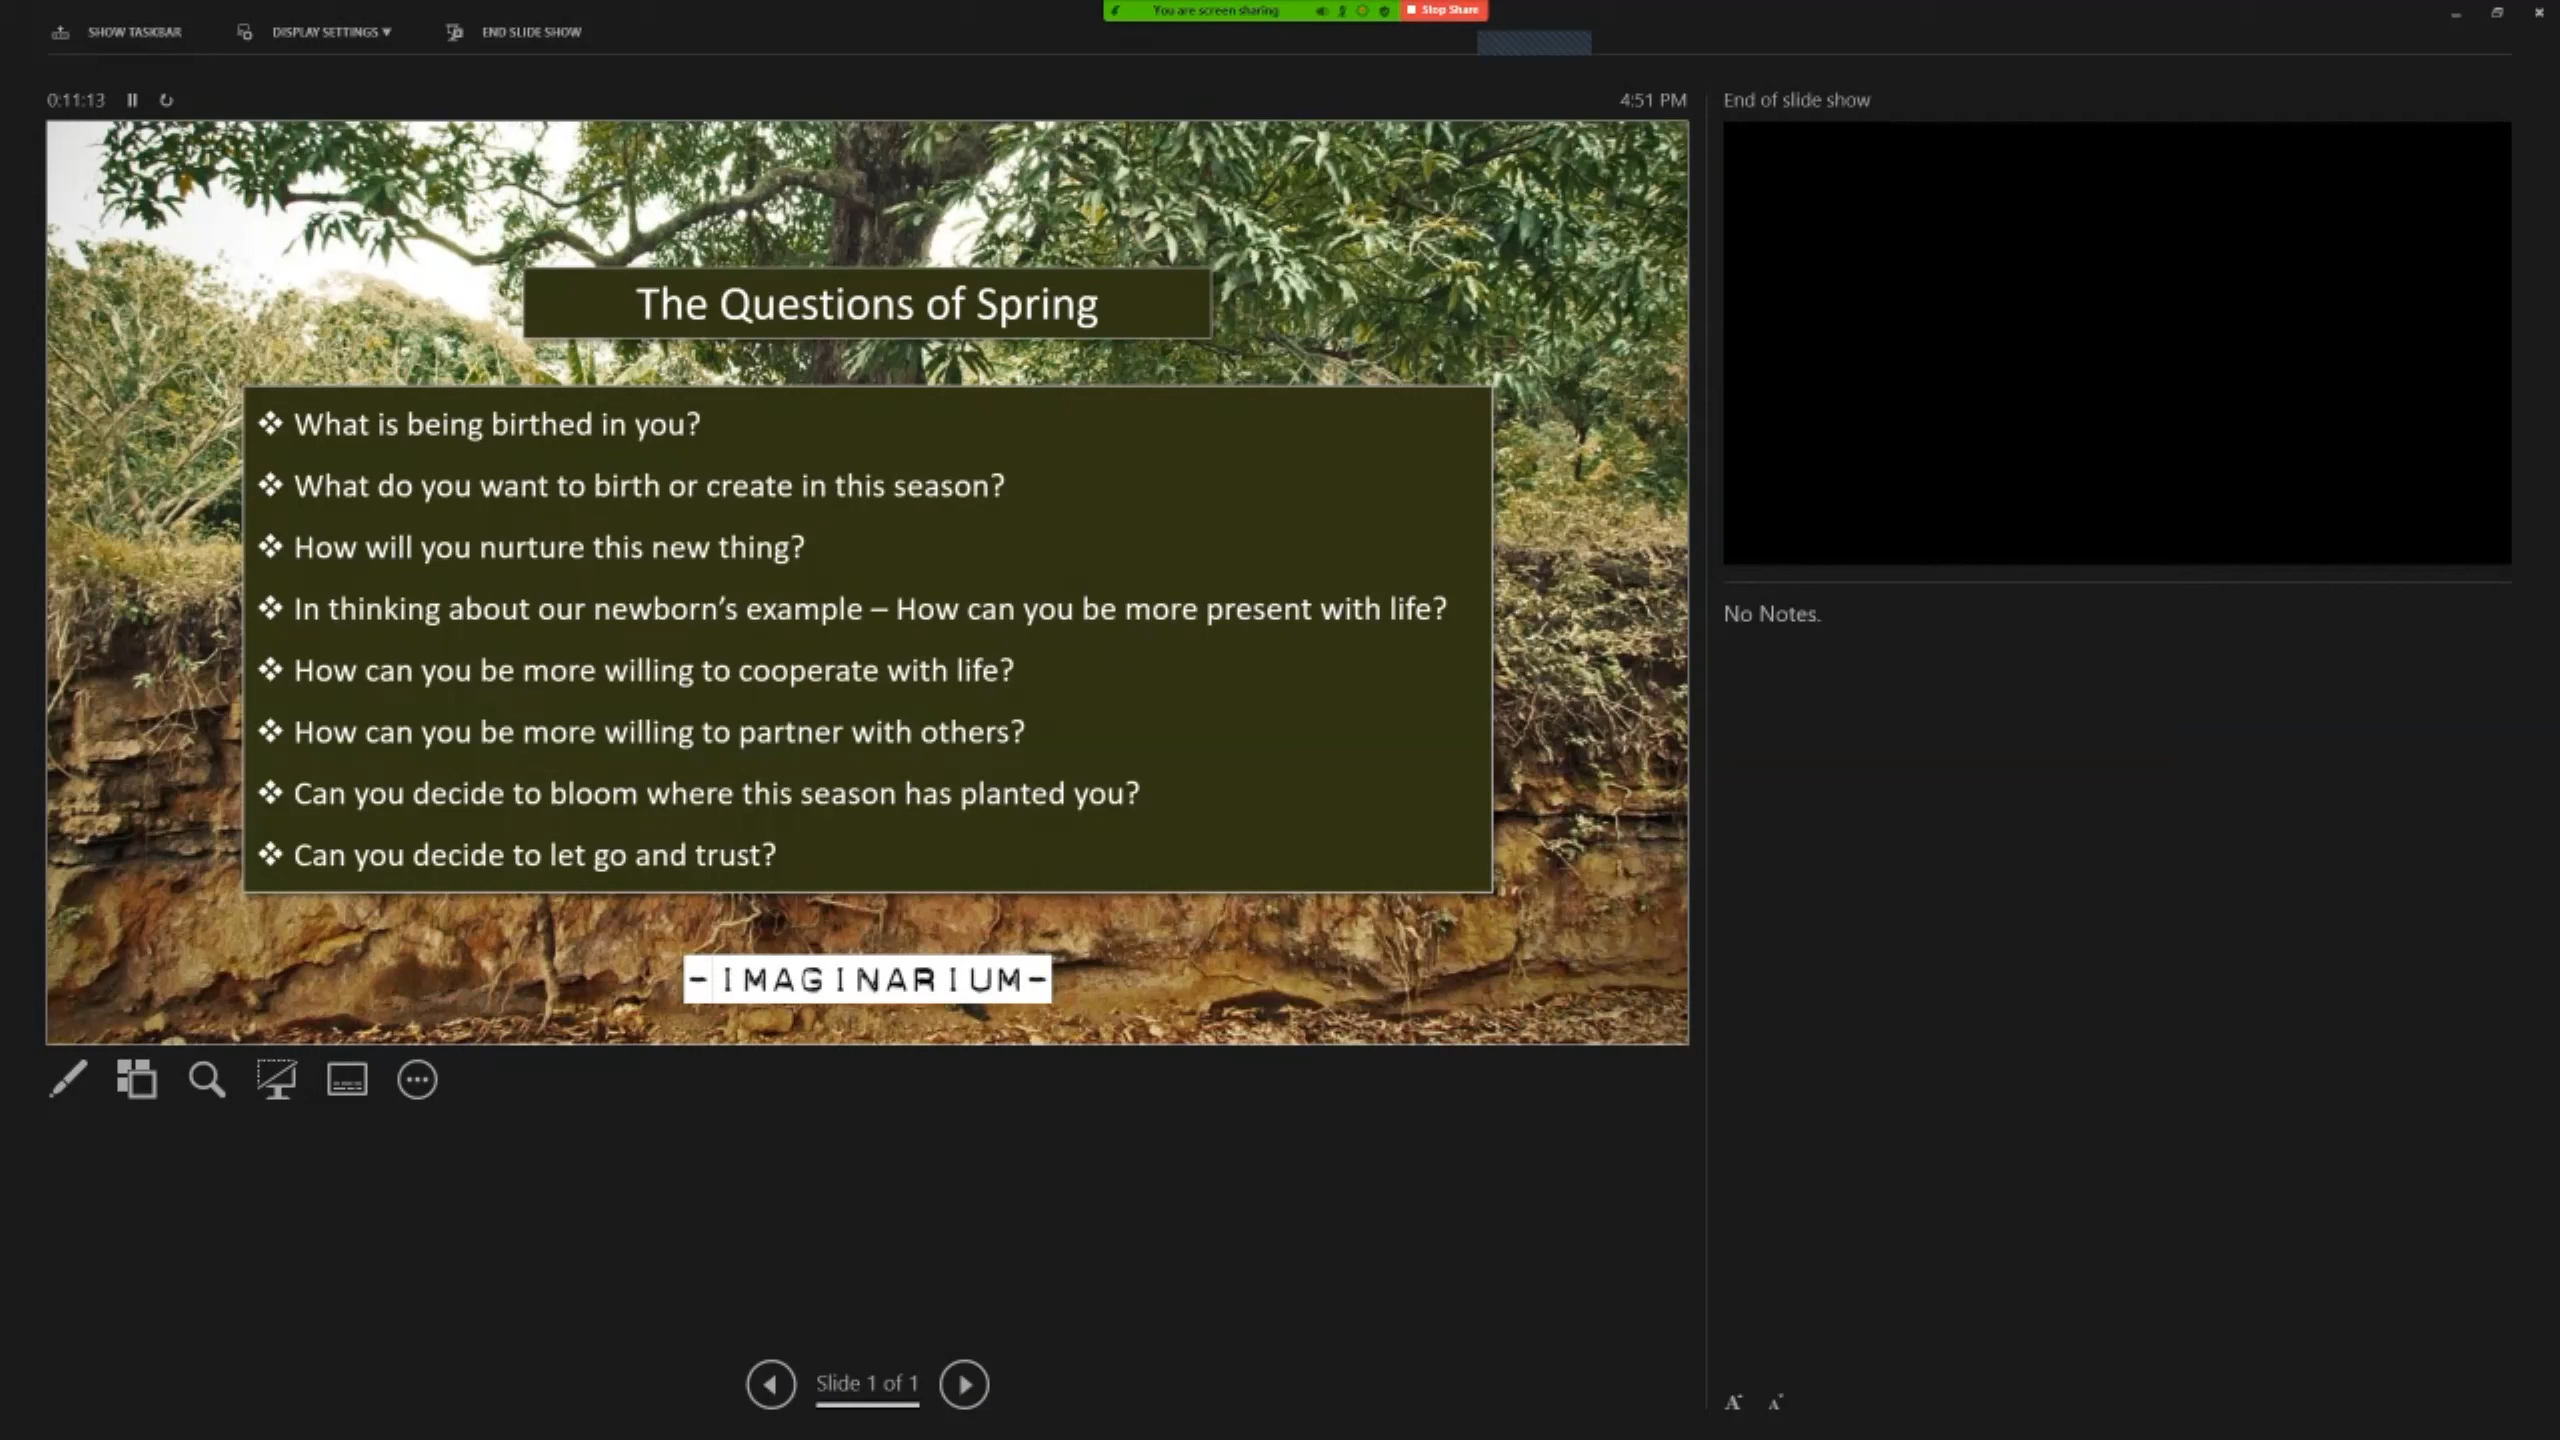 You are screen sharing
Stop Share
SHOW TASKBAR
DISPLAY SETTINGS ▾
END SLIDE SHOW
0:11:13
4:51 PM
End of slide show
The Questions of Spring
❖ What is being birthed in you?
❖ What do you want to birth or create in this season?
❖ How will you nurture this new thing?
❖ In thinking about our newborn’s example – How can you be more present with life?
❖ How can you be more willing to cooperate with life?
❖ How can you be more willing to partner with others?
❖ Can you decide to bloom where this season has planted you?
❖ Can you decide to let go and trust?
-IMAGINARIUM-
No Notes.
Slide 1 of 1
A A